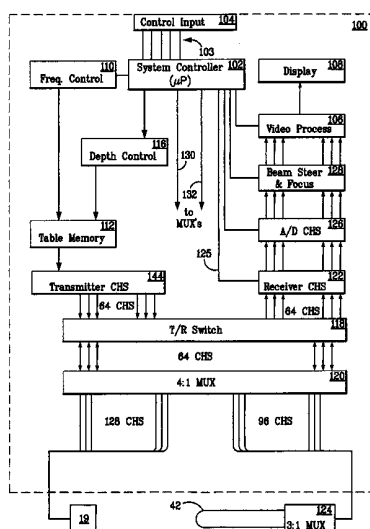 100
Control Input 104
103
110
Freq. Control
System Controller 102
(μP)
Display 108
Video Process 106
116
Depth Control
130
132
to
MUX's
125
Beam Steer 128
& Focus
A/D CHS 126
112
Table Memory
Transmitter CHS 144
64 CHS
Receiver CHS 122
64 CHS
T/R Switch 118
64 CHS
4:1 MUX 120
128 CHS
96 CHS
19
42
124
3:1 MUX